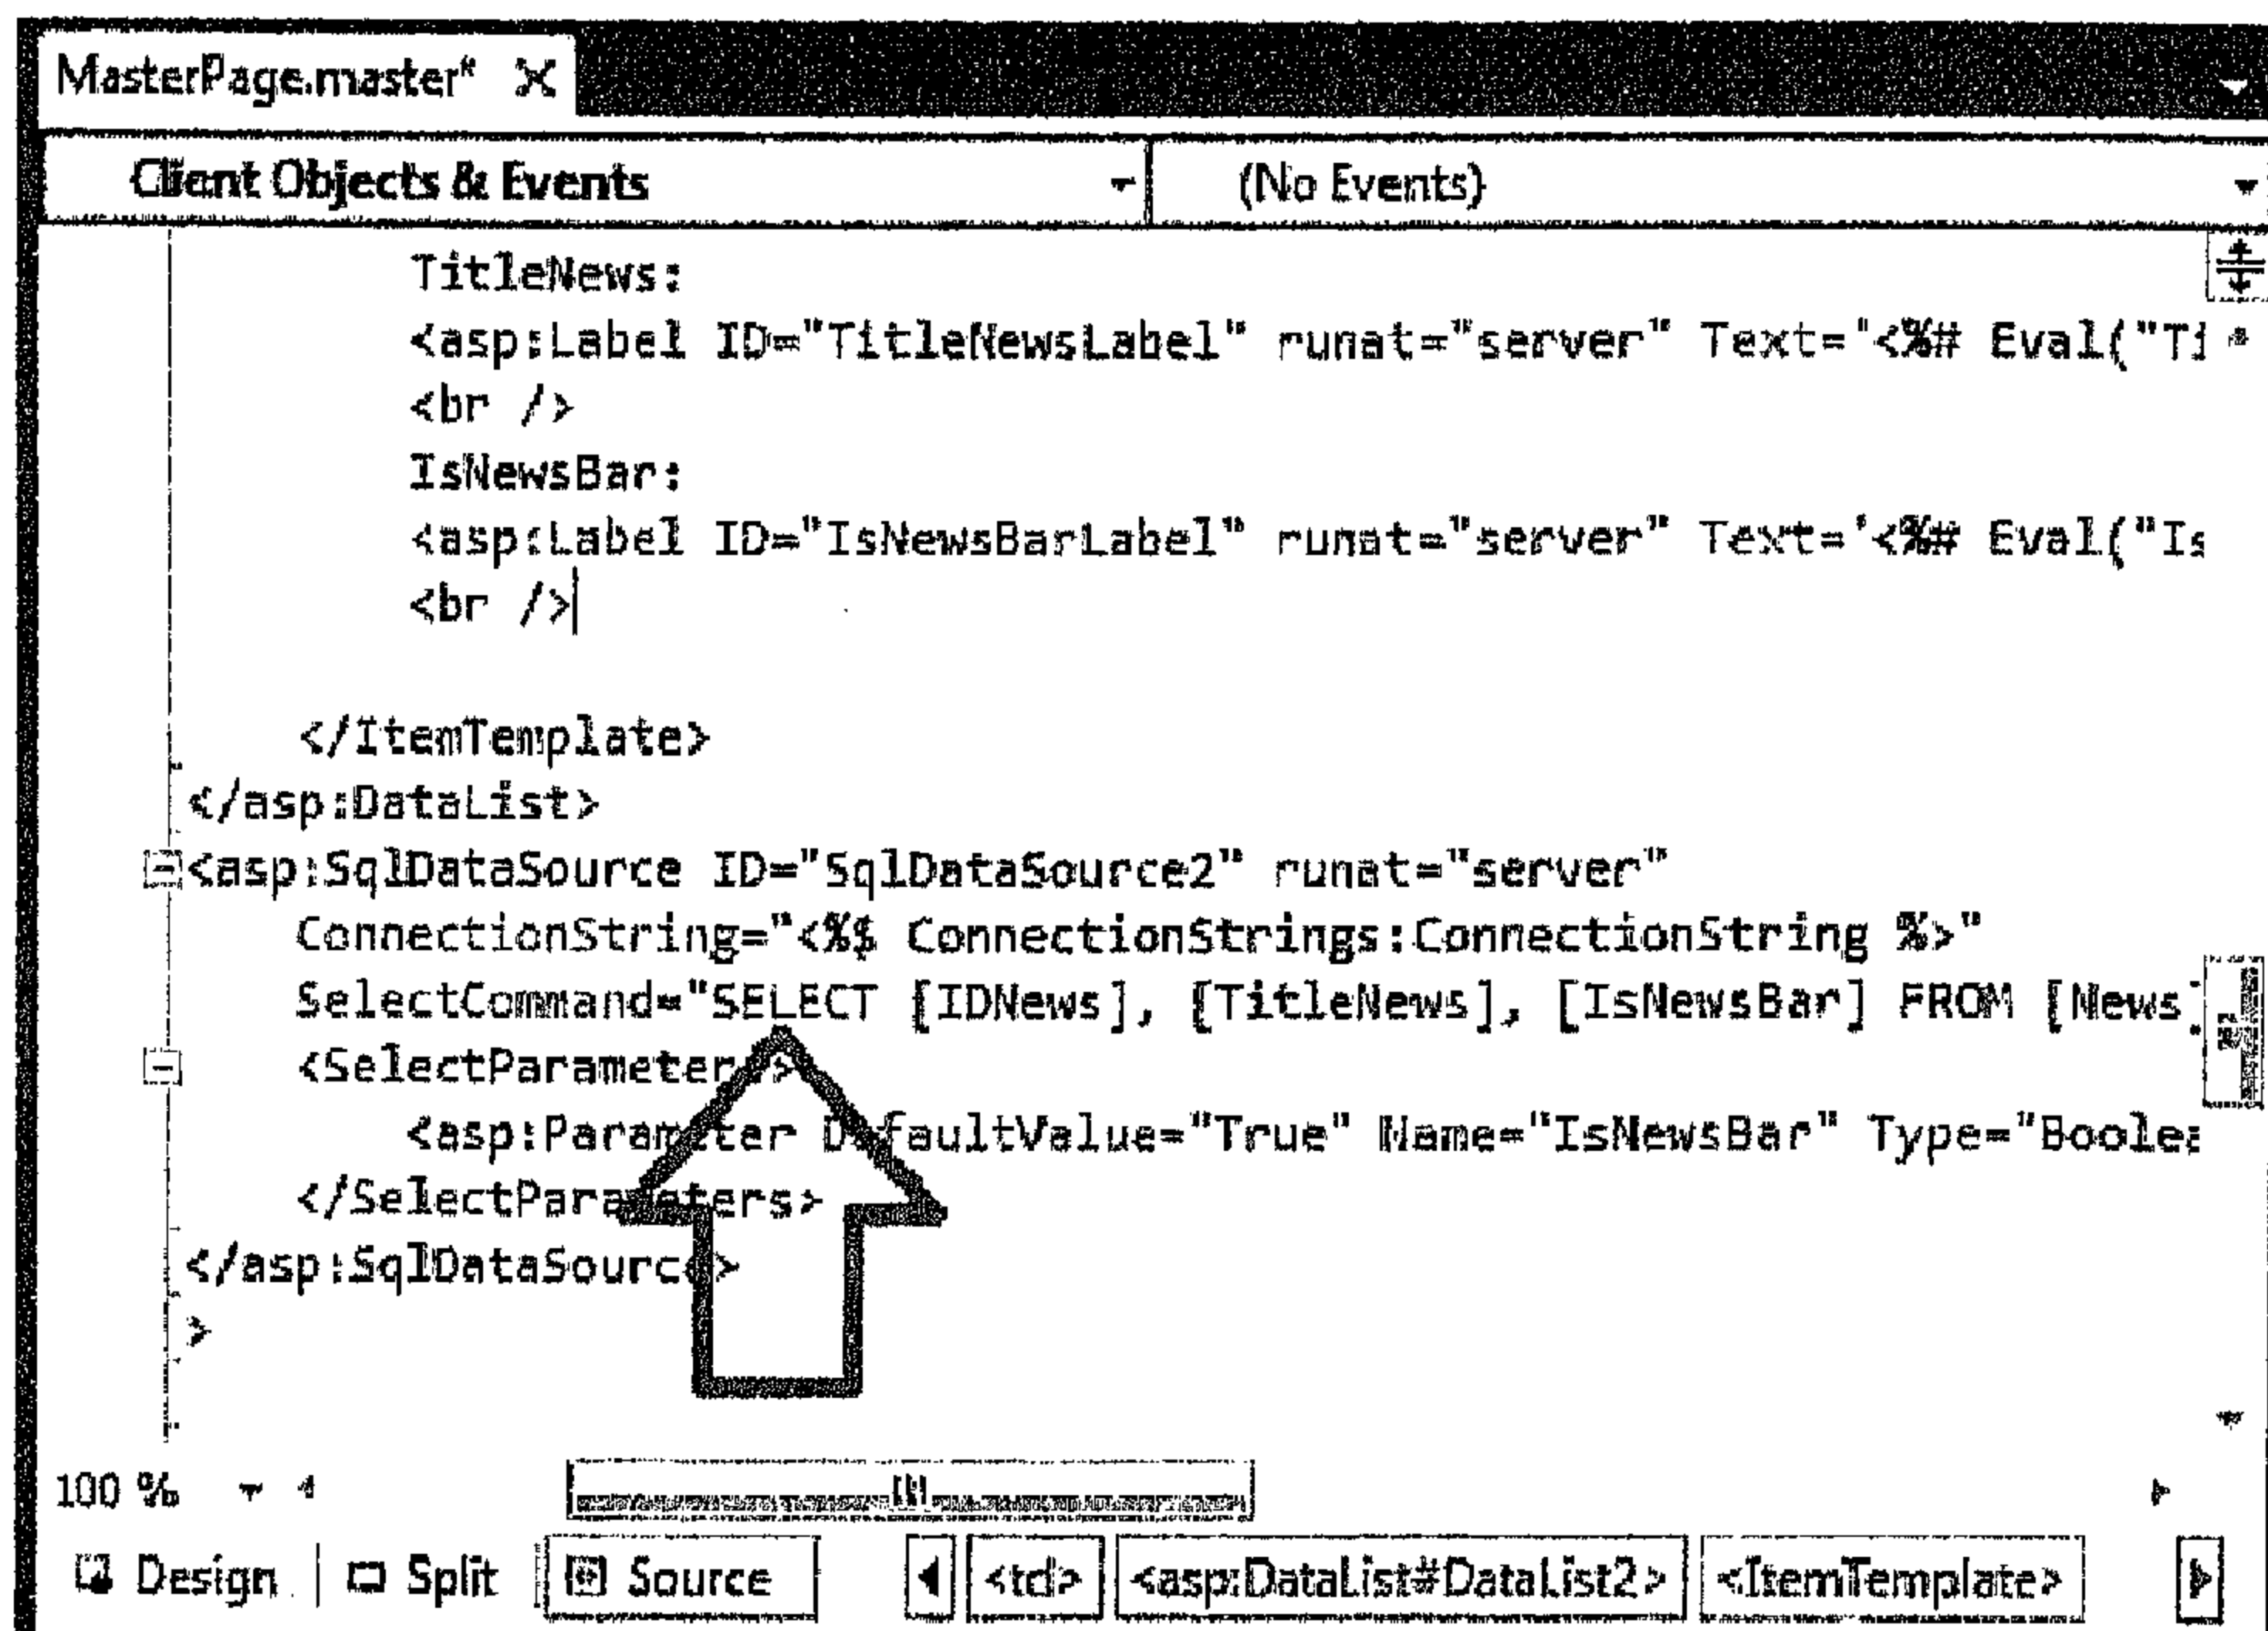 MasterPage.master*
Client Objects & Events (No Events)
TitleNews:
<asp:Label ID="TitleNewsLabel" runat="server" Text='<%# Eval("Ti
<br />
IsNewsBar:
<asp:Label ID="IsNewsBarLabel" runat="server" Text='<%# Eval("Is
<br />
</ItemTemplate>
</asp:DataList>
<asp:SqlDataSource ID="SqlDataSource2" runat="server"
ConnectionString="<%$ ConnectionStrings:ConnectionString %>"
SelectCommand="SELECT [IDNews], [TitleNews], [IsNewsBar] FROM [News]
<SelectParameters>
<asp:Parameter DefaultValue="True" Name="IsNewsBar" Type="Boolea
</SelectParameters>
</asp:SqlDataSource>
>
100 %
Design Split Source <td> <asp:DataList#DataList2> <ItemTemplate>